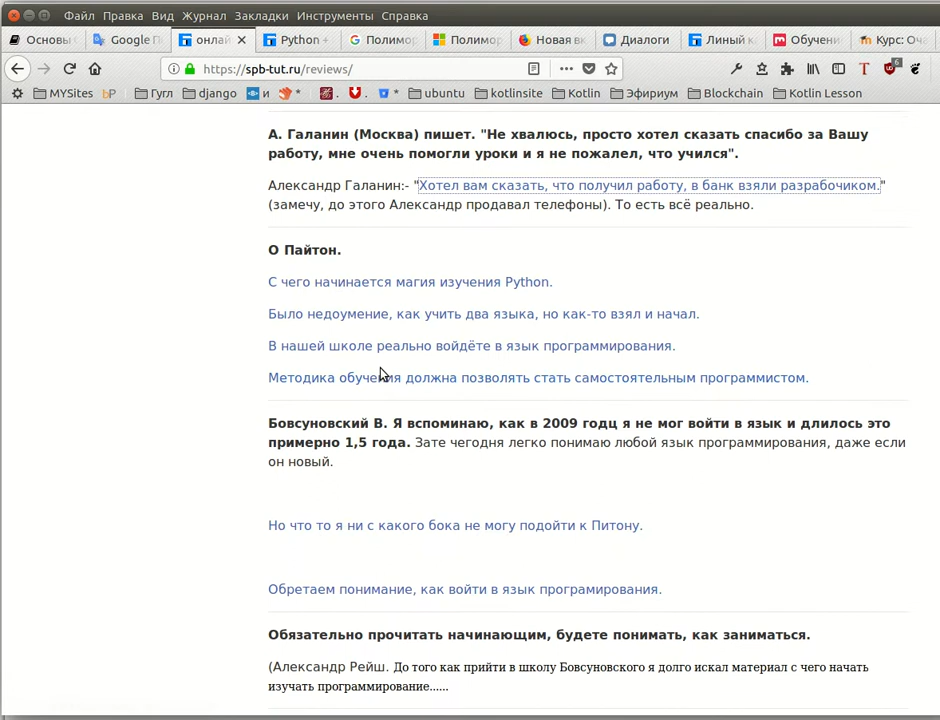 Файл Правка Вид Журнал Закладки Инструменты Справка
Основы Google П онлай Python + Полимор Полимор Новая вк Диалоги Линый к Обучени Курс: Оча
https://spb-tut.ru/reviews/
MYSites Гугл django и * . . * ubuntu kotlinsite Kotlin Эфириум Blockchain Kotlin Lesson
А. Галанин (Москва) пишет. "Не хвалюсь, просто хотел сказать спасибо за Вашу
работу, мне очень помогли уроки и я не пожалел, что учился".
Александр Галанин:- "Хотел вам сказать, что получил работу, в банк взяли разрабочиком."
(замечу, до этого Александр продавал телефоны). То есть всё реально.
О Пайтон.
С чего начинается магия изучения Python.
Было недоумение, как учить два языка, но как-то взял и начал.
В нашей школе реально войдёте в язык программирования.
Методика обучения должна позволять стать самостоятельным программистом.
Бовсуновский В. Я вспоминаю, как в 2009 годц я не мог войти в язык и длилось это
примерно 1,5 года. Зате чегодня легко понимаю любой язык программирования, даже если
он новый.
Но что то я ни с какого бока не могу подойти к Питону.
Обретаем понимание, как войти в язык програмирования.
Обязательно прочитать начинающим, будете понимать, как заниматься.
(Александр Рейш. До того как прийти в школу Бовсуновского я долго искал материал с чего начать
изучать программирование......